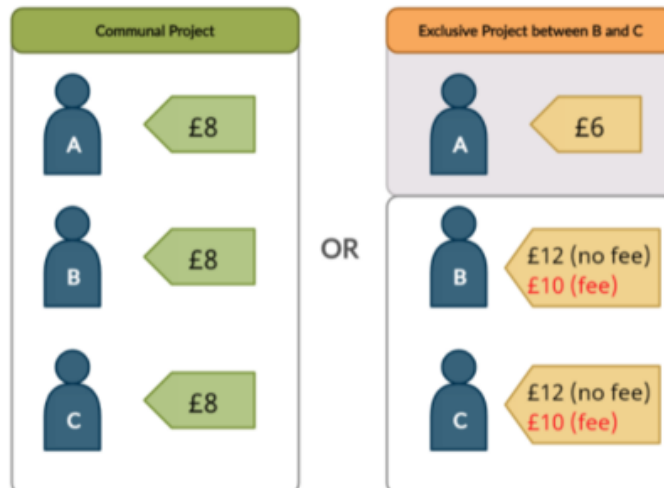 Communal Project
A
£8
B
£8
C
£8
OR
Exclusive Project between B and C
A
£6
B
£12 (no fee)
£10 (fee)
C
£12 (no fee)
£10 (fee)